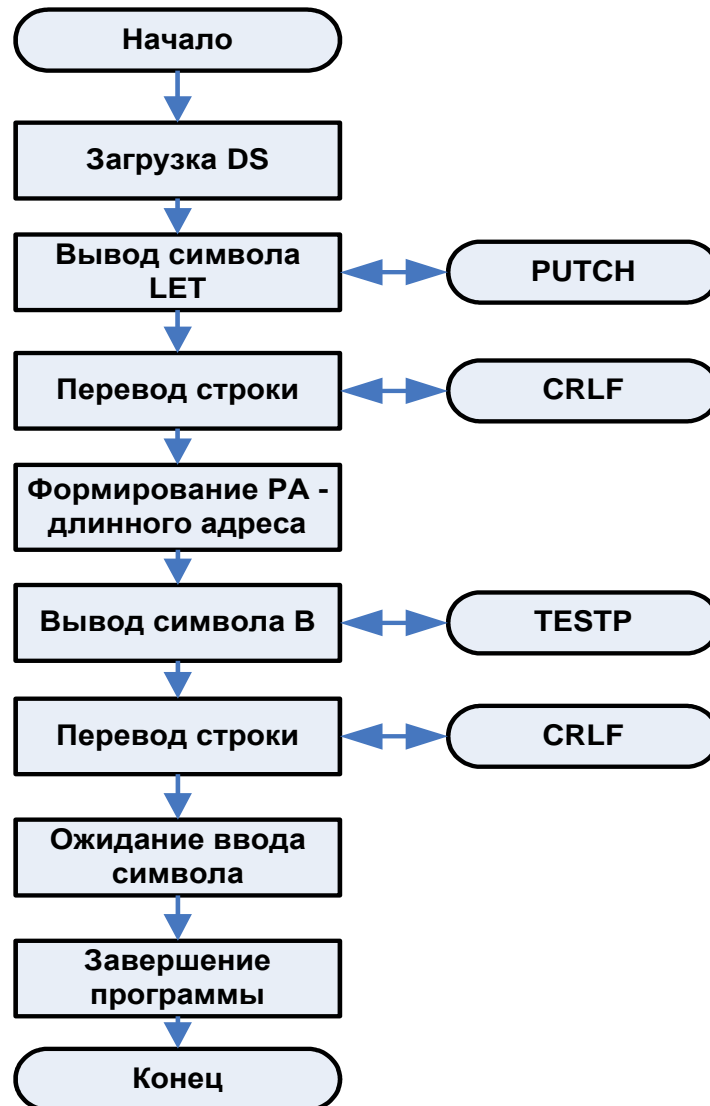 Начало
Загрузка DS
Вывод символа
LET
PUTCH
Перевод строки
CRLF
Формирование PA -
длинного адреса
Вывод символа B
TESTP
Перевод строки
CRLF
Ожидание ввода
символа
Завершение
программы
Конец